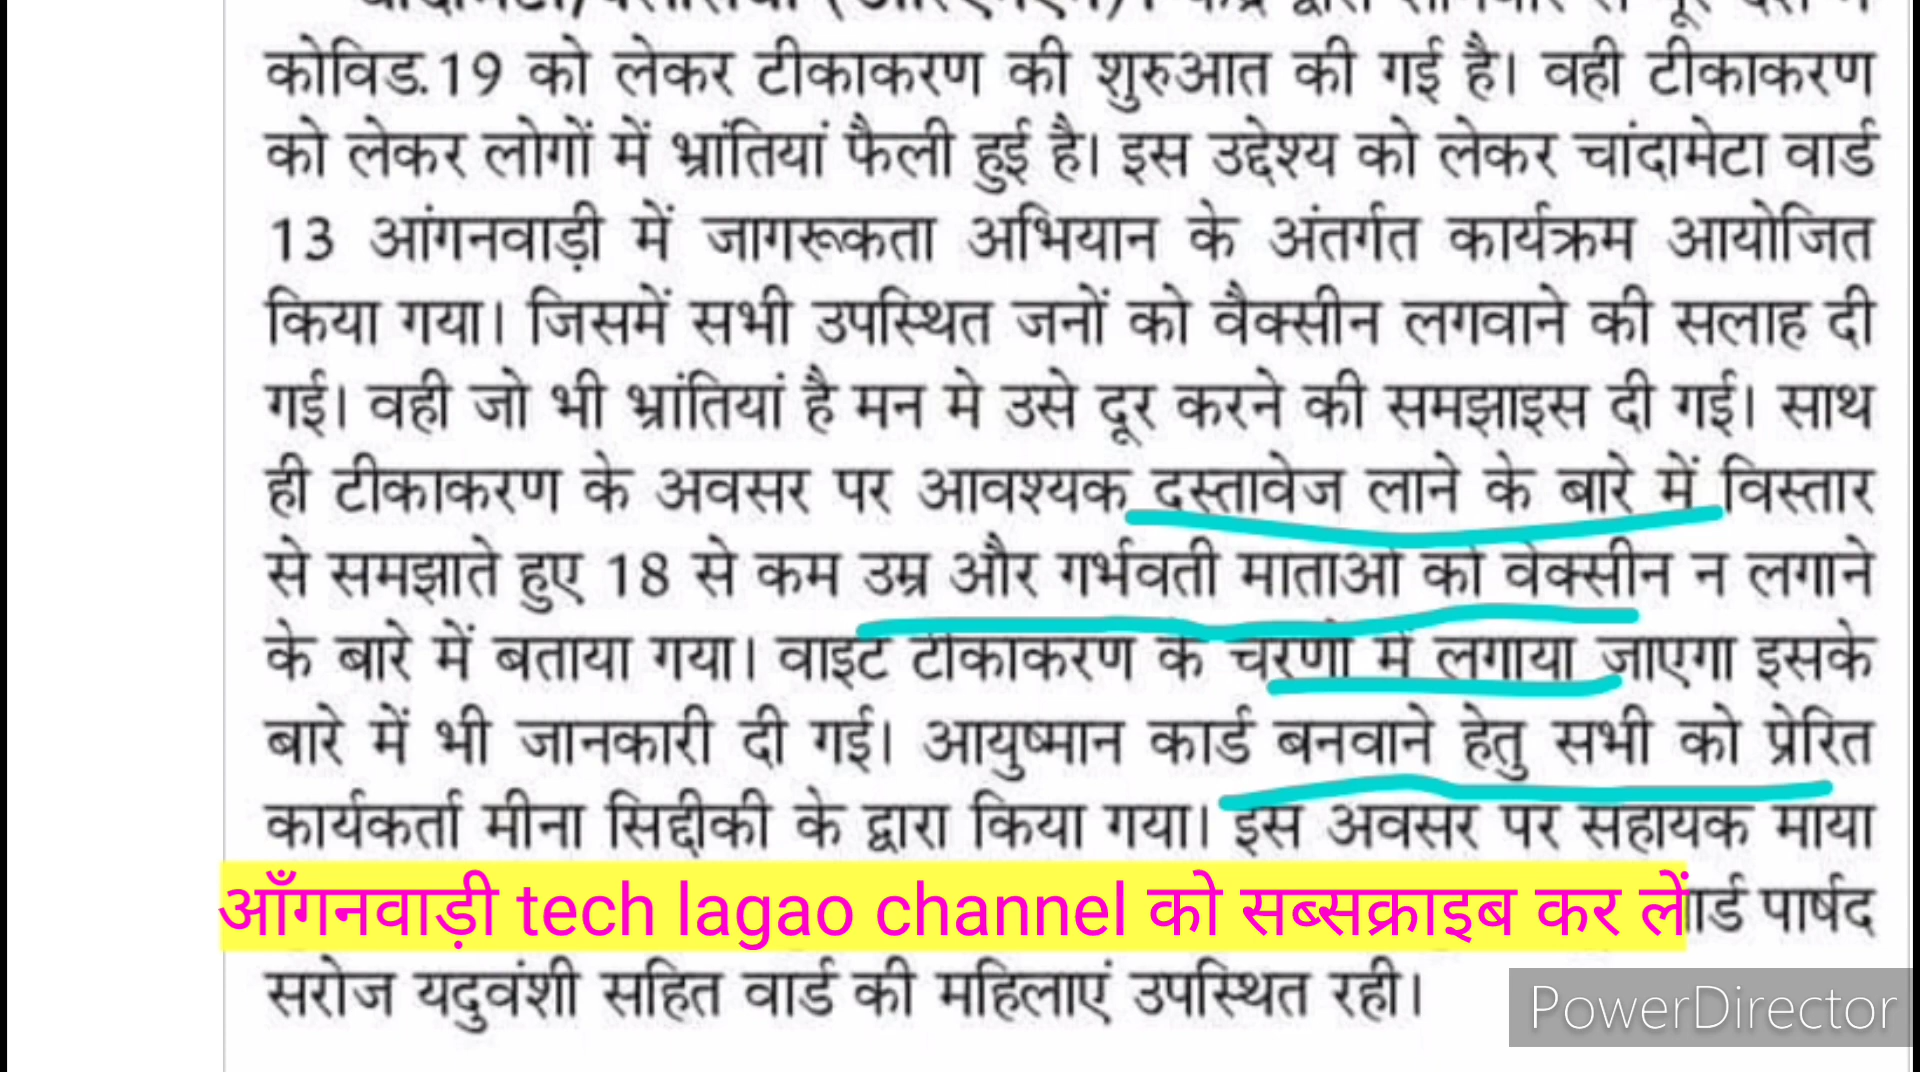 कोविड.19 को लेकर टीकाकरण की शुरुआत की गई है। वही टीकाकरण
को लेकर लोगों में भ्रांतियां फैली हुई है। इस उद्देश्य को लेकर चांदामेटा वार्ड
13 आंगनवाड़ी में जागरूकता अभियान के अंतर्गत कार्यक्रम आयोजित
किया गया। जिसमें सभी उपस्थित जनों को वैक्सीन लगवाने की सलाह दी
गई। वही जो भी भ्रांतियां है मन मे उसे दूर करने की समझाइस दी गई। साथ
ही टीकाकरण के अवसर पर आवश्यक दस्तावेज लाने के बारे में विस्तार
से समझाते हुए 18 से कम उम्र और गर्भवती माताओं को वेक्सीन न लगाने
के बारे में बताया गया। वाइट टीकाकरण के चरणों में लगाया जाएगा इसके
बारे में भी जानकारी दी गई। आयुष्मान कार्ड बनवाने हेतु सभी को प्रेरित
कार्यकर्ता मीना सिद्दीकी के द्वारा किया गया। इस अवसर पर सहायक माया
आँगनवाड़ी tech lagao channel को सब्सक्राइब कर लें
पार्षद
सरोज यदुवंशी सहित वार्ड की महिलाएं उपस्थित रही।
PowerDirector